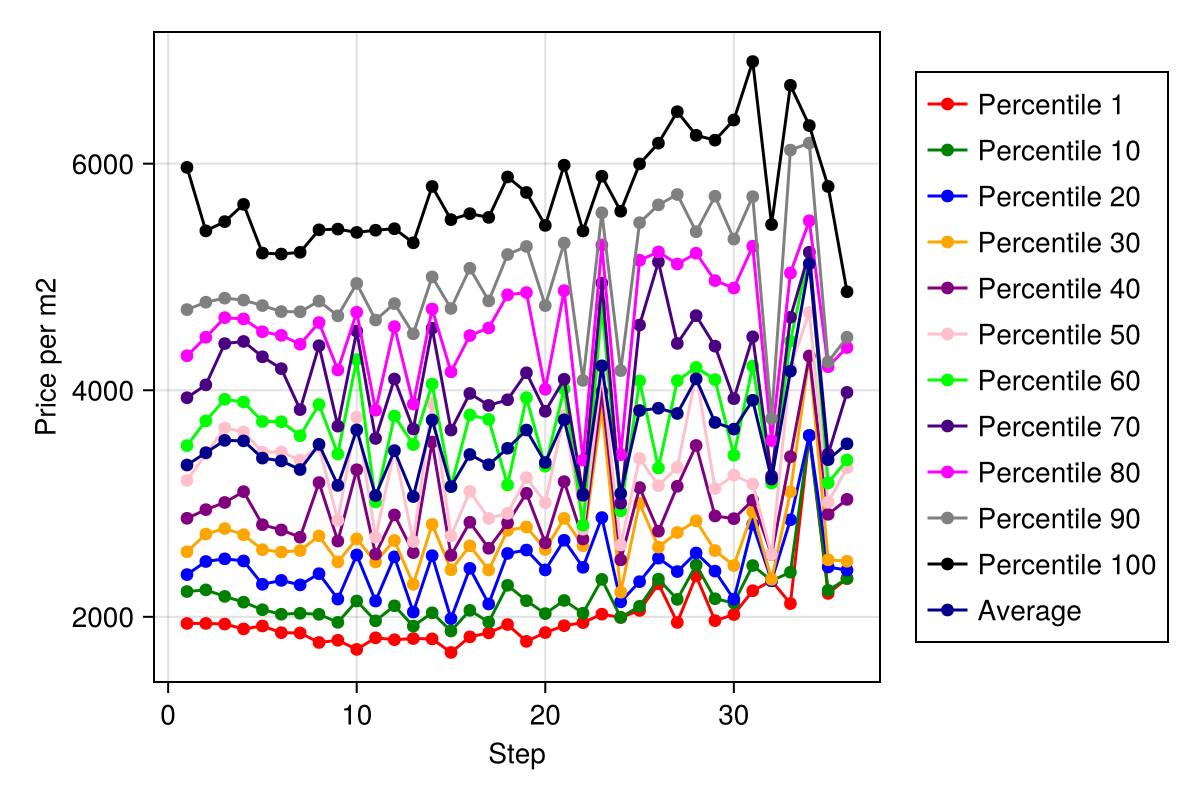 Price per m2
6000
4000
2000
0
10
20
30
Step
Percentile 1
Percentile 10
Percentile 20
Percentile 30
Percentile 40
Percentile 50
Percentile 60
Percentile 70
Percentile 80
Percentile 90
Percentile 100
Average